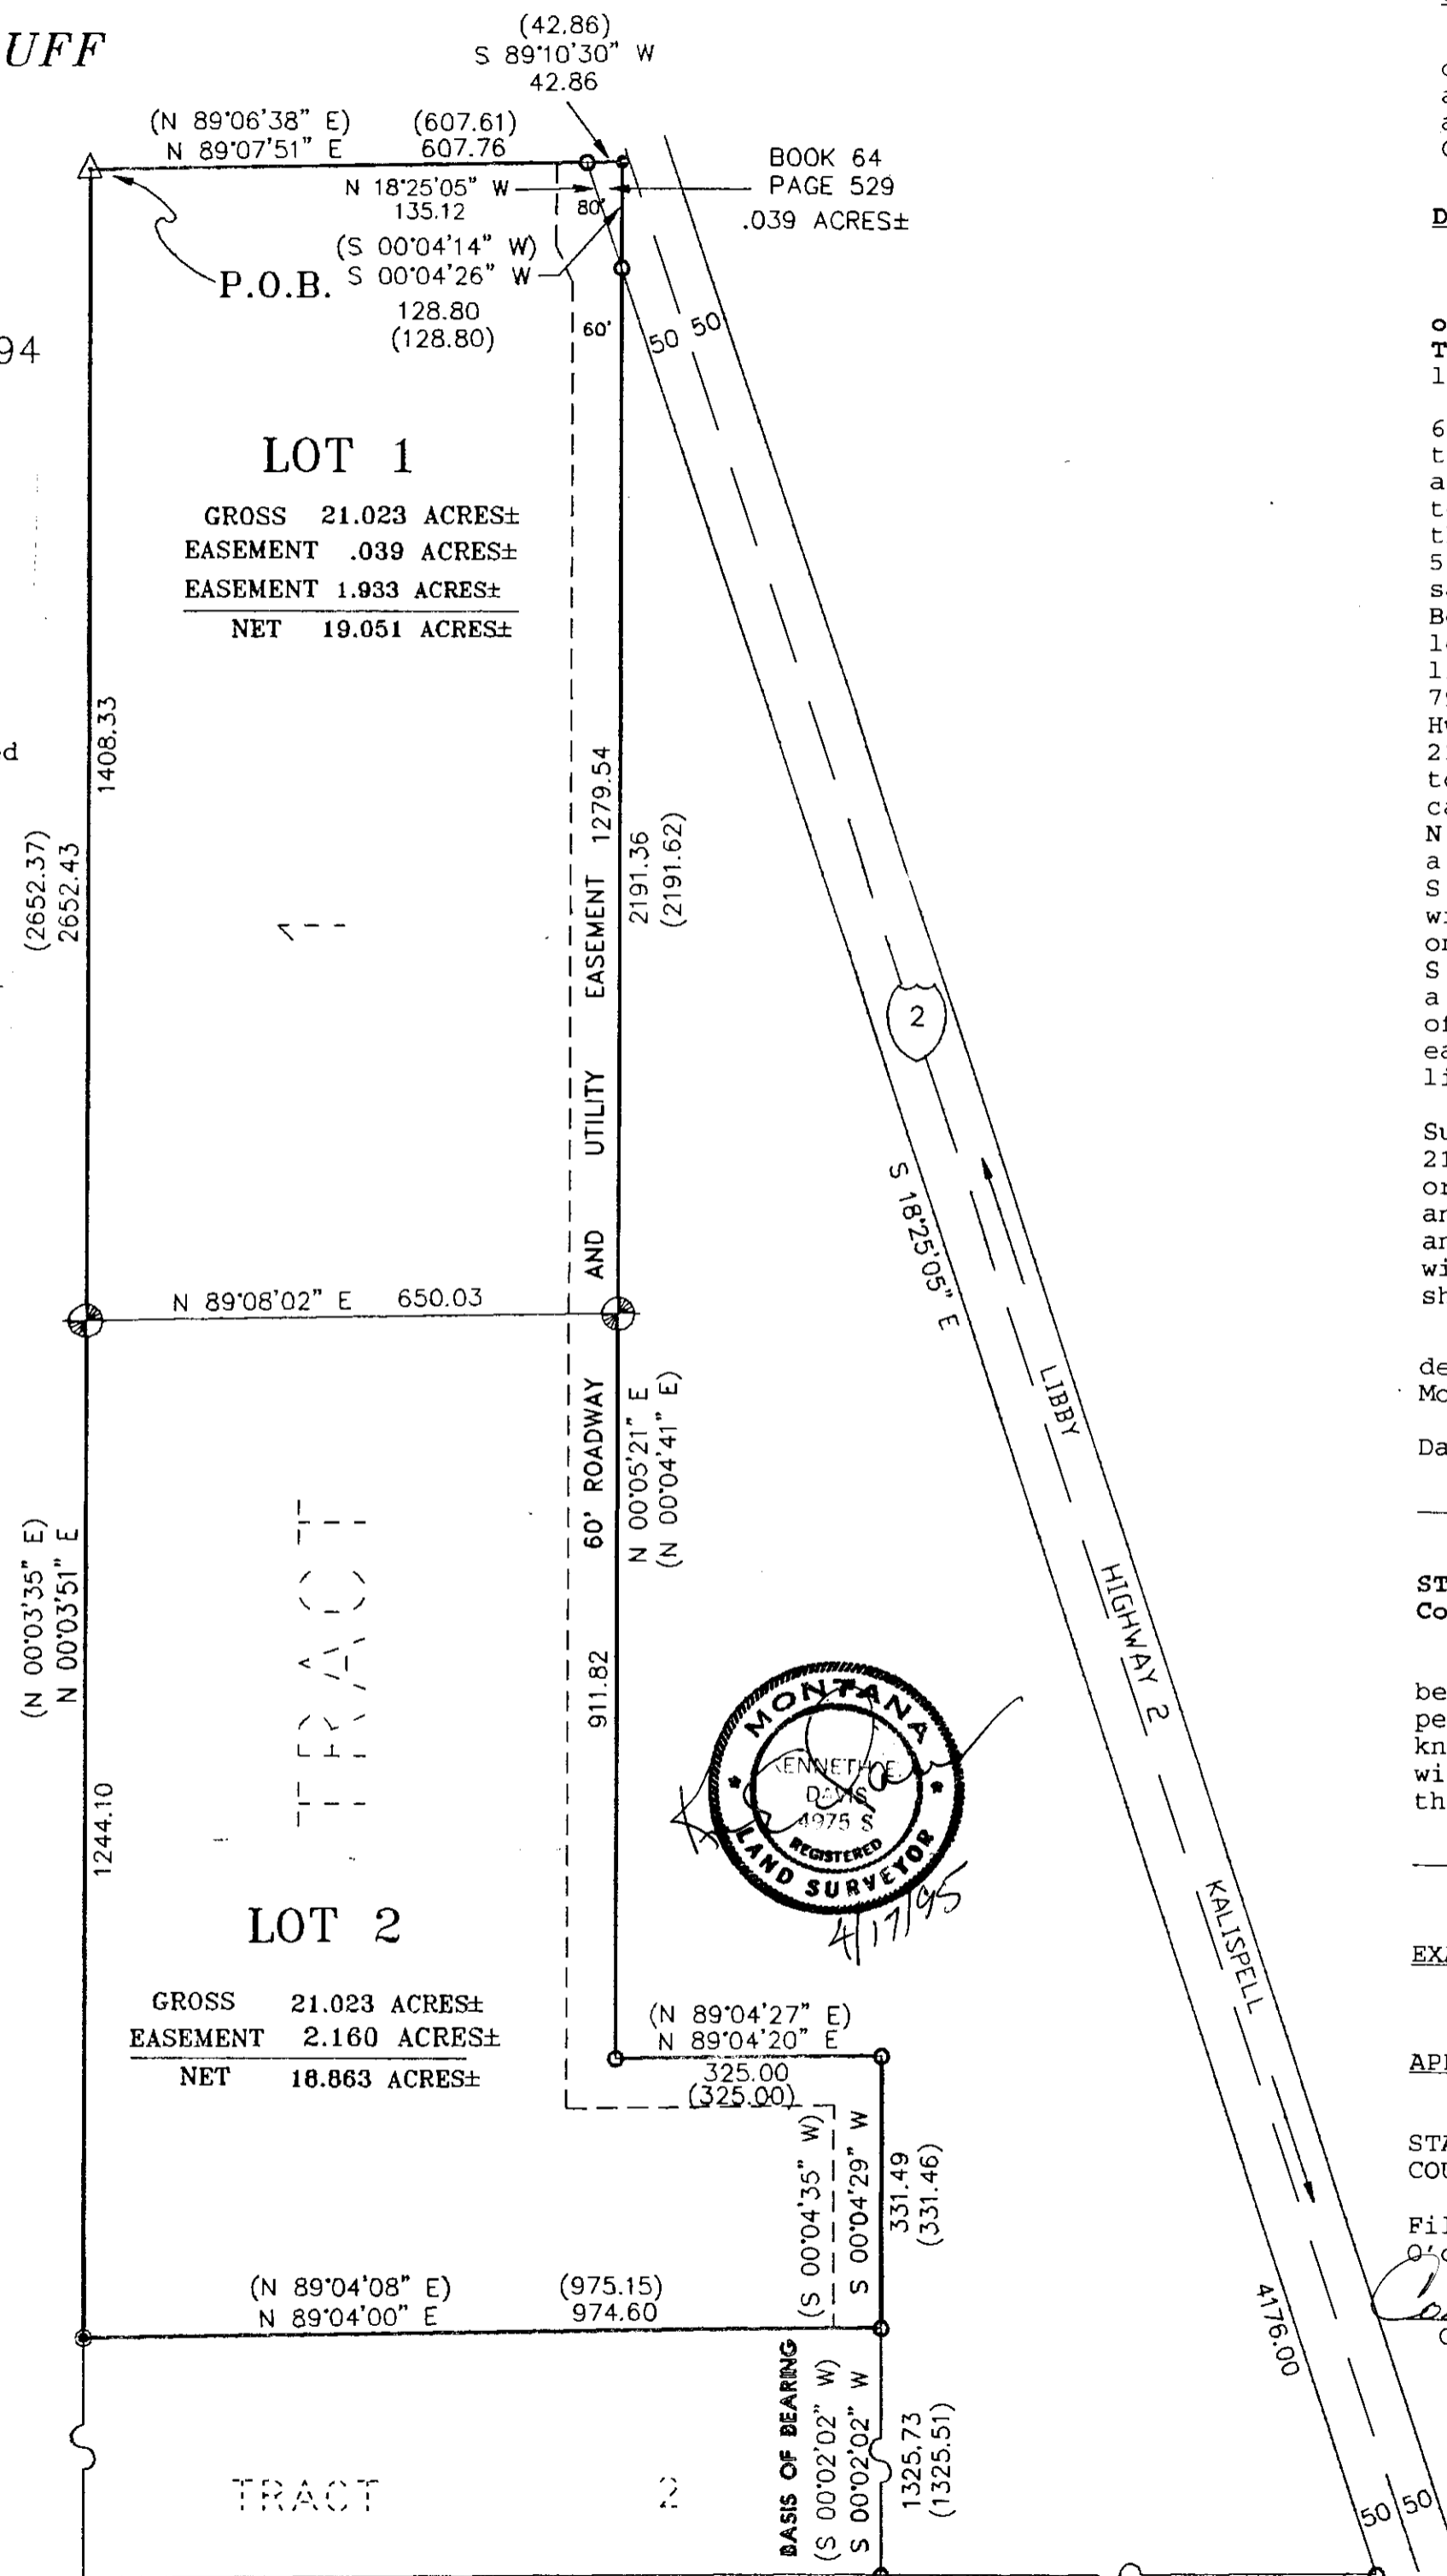 UFF
(42.86)
S 89°10'30" W
42.86
(N 89°06'38" E) (607.61)
N 89°07'51" E 607.76
BOOK 64
PAGE 529
.039 ACRES±
N 18°25'05" W
135.12
80'
(S 00°04'14" W)
S 00°04'26" W
128.80
(128.80)
P.O.B.
60'
50 50
94
LOT 1
GROSS 21.023 ACRES±
EASEMENT .039 ACRES±
EASEMENT 1.933 ACRES±
NET 19.051 ACRES±
1408.33
(2652.37)
2652.43
60' ROADWAY AND UTILITY EASEMENT
1279.54
2191.36
(2191.62)
1
2
S 18°25'05" E
N 89°08'02" E 650.03
LIBBY
HIGHWAY 2
KALISPELL
N 00°05'21" E
(N 00°04'41" E)
(N 00°03'35" E)
N 00°03'51" E
TRACT
911.82
MONTANA
KENNETH E.
DAVIS
4975 S
REGISTERED
LAND SURVEYOR
4/17/95
1244.10
LOT 2
GROSS 21.023 ACRES±
EASEMENT 2.160 ACRES±
NET 18.863 ACRES±
(N 89°04'27" E)
N 89°04'20" E
325.00
(325.00)
(S 00°04'35" W)
S 00°04'29" W
331.49
(331.46)
(N 89°04'08" E) (975.15)
N 89°04'00" E 974.60
4176.00
BASIS OF BEARING
(S 00°02'02" W)
S 00°02'02" W
1325.73
(1325.51)
TRACT 2
50 50